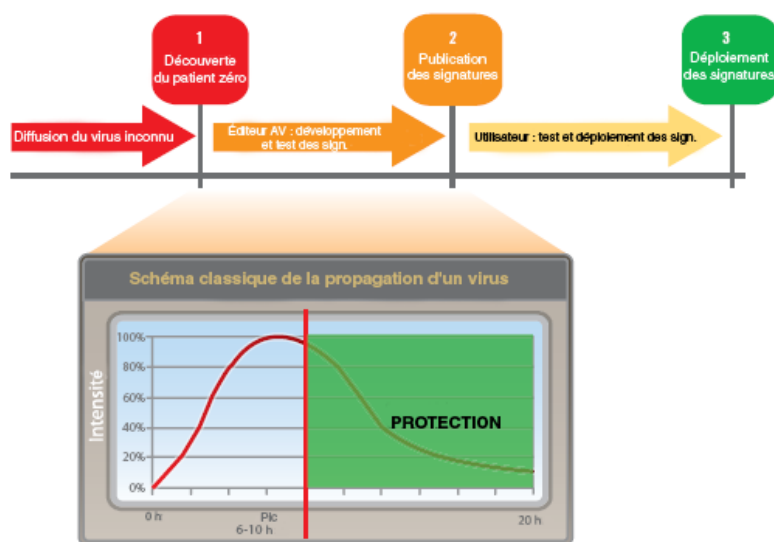 1
Découverte
du patient zéro
2
Publication
des signatures
3
Déploiement
des signatures
Diffusion du virus inconnu
Éditeur AV : développement
et test des sign.
Utilisateur : test et déploiement des sign.
Schéma classique de la propagation d'un virus
Intensité
100%
80%
60%
40%
20%
0%
PROTECTION
0 h
Pic
6-10 h
20 h